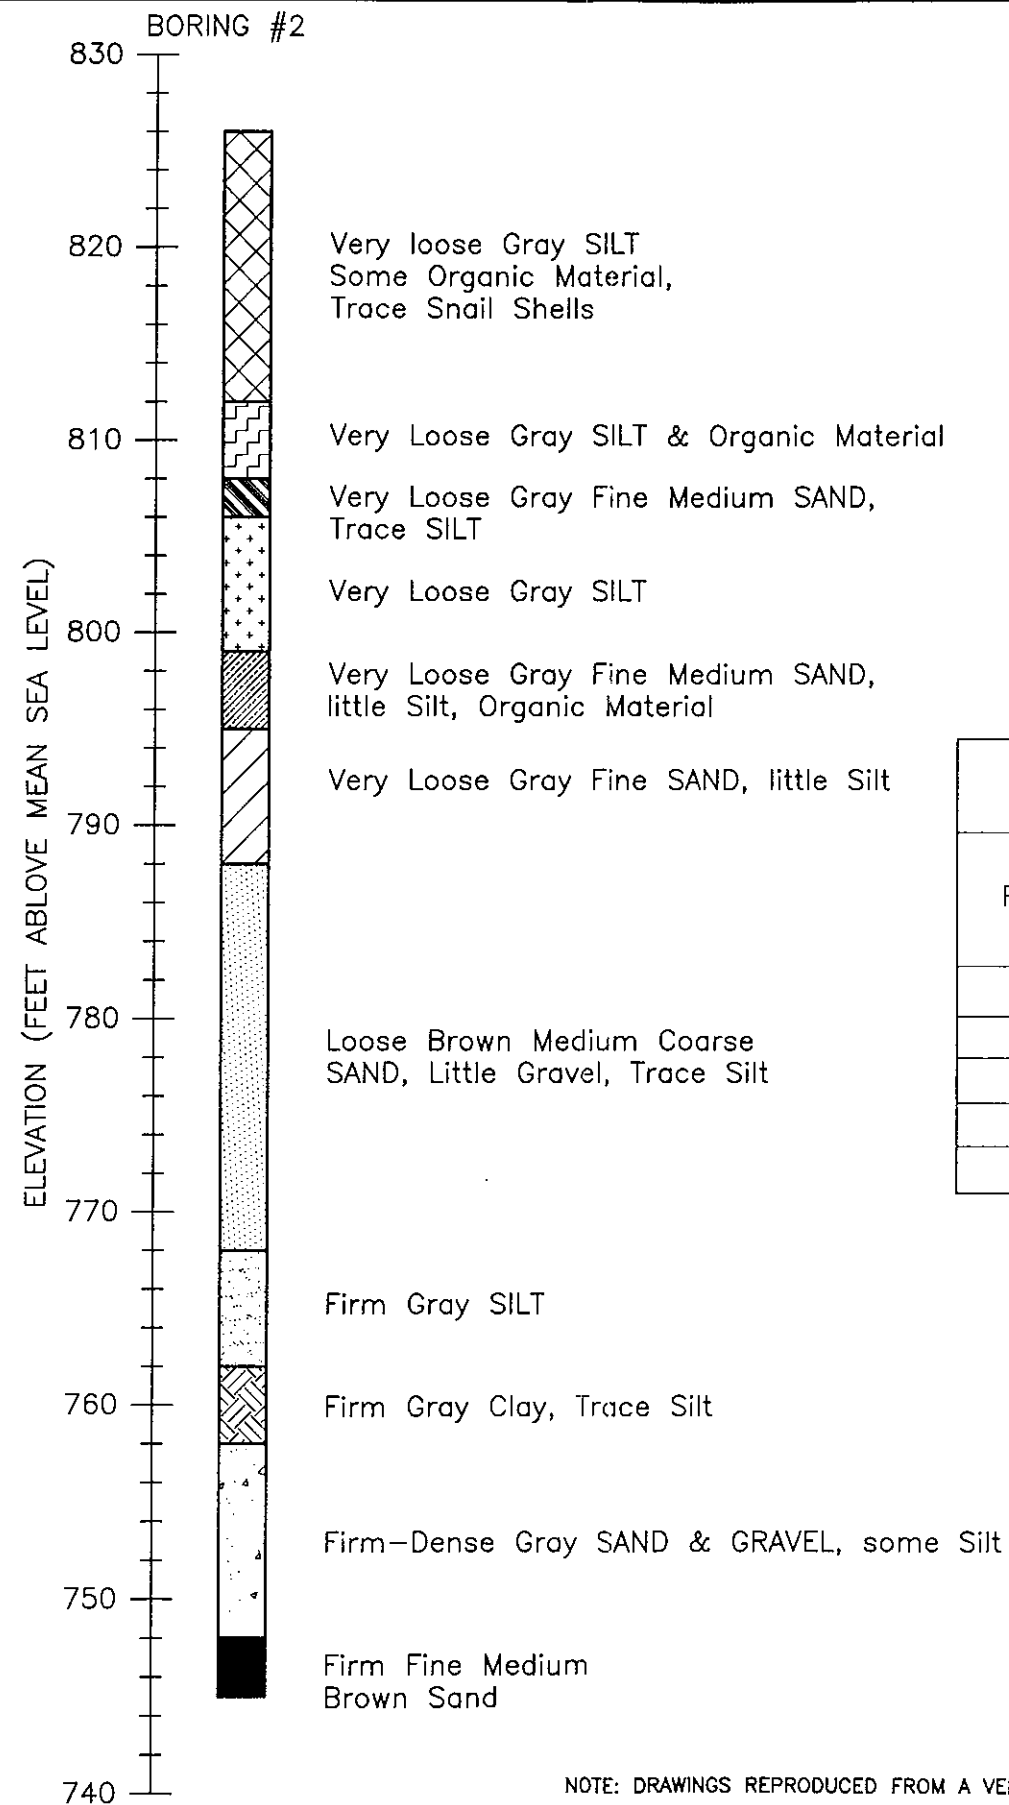 BORING #2
830
820
Very loose Gray SILT
Some Organic Material,
Trace Snail Shells
810
Very Loose Gray SILT & Organic Material
Very Loose Gray Fine Medium SAND,
Trace SILT
Very Loose Gray SILT
800
Very Loose Gray Fine Medium SAND,
little Silt, Organic Material
Very Loose Gray Fine SAND, little Silt
790
ELEVATION (FEET ABLOVE MEAN SEA LEVEL)
780
Loose Brown Medium Coarse
SAND, Little Gravel, Trace Silt
770
Firm Gray SILT
760
Firm Gray Clay, Trace Silt
Firm-Dense Gray SAND & GRAVEL, some Silt
750
Firm Fine Medium
Brown Sand
740
NOTE: DRAWINGS REPRODUCED FROM A